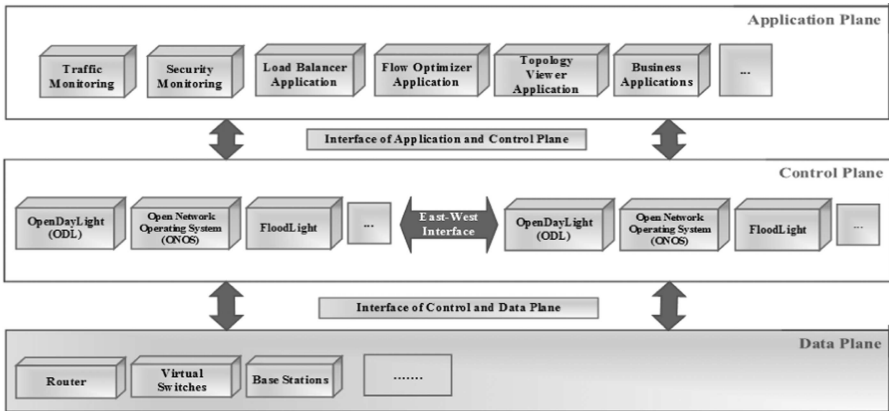 Application Plane
Traffic
Monitoring
Security
Monitoring
Load Balancer
Application
Flow Optimizer
Application
Topology
Viewer
Application
Business
Applications
...
Interface of Application and Control Plane
Control Plane
OpenDayLight
(ODL)
Open Network
Operating System
(ONOS)
FloodLight
...
East-West
Interface
OpenDayLight
(ODL)
Open Network
Operating System
(ONOS)
FloodLight
...
Interface of Control and Data Plane
Data Plane
Router
Virtual
Switches
Base Stations
.......